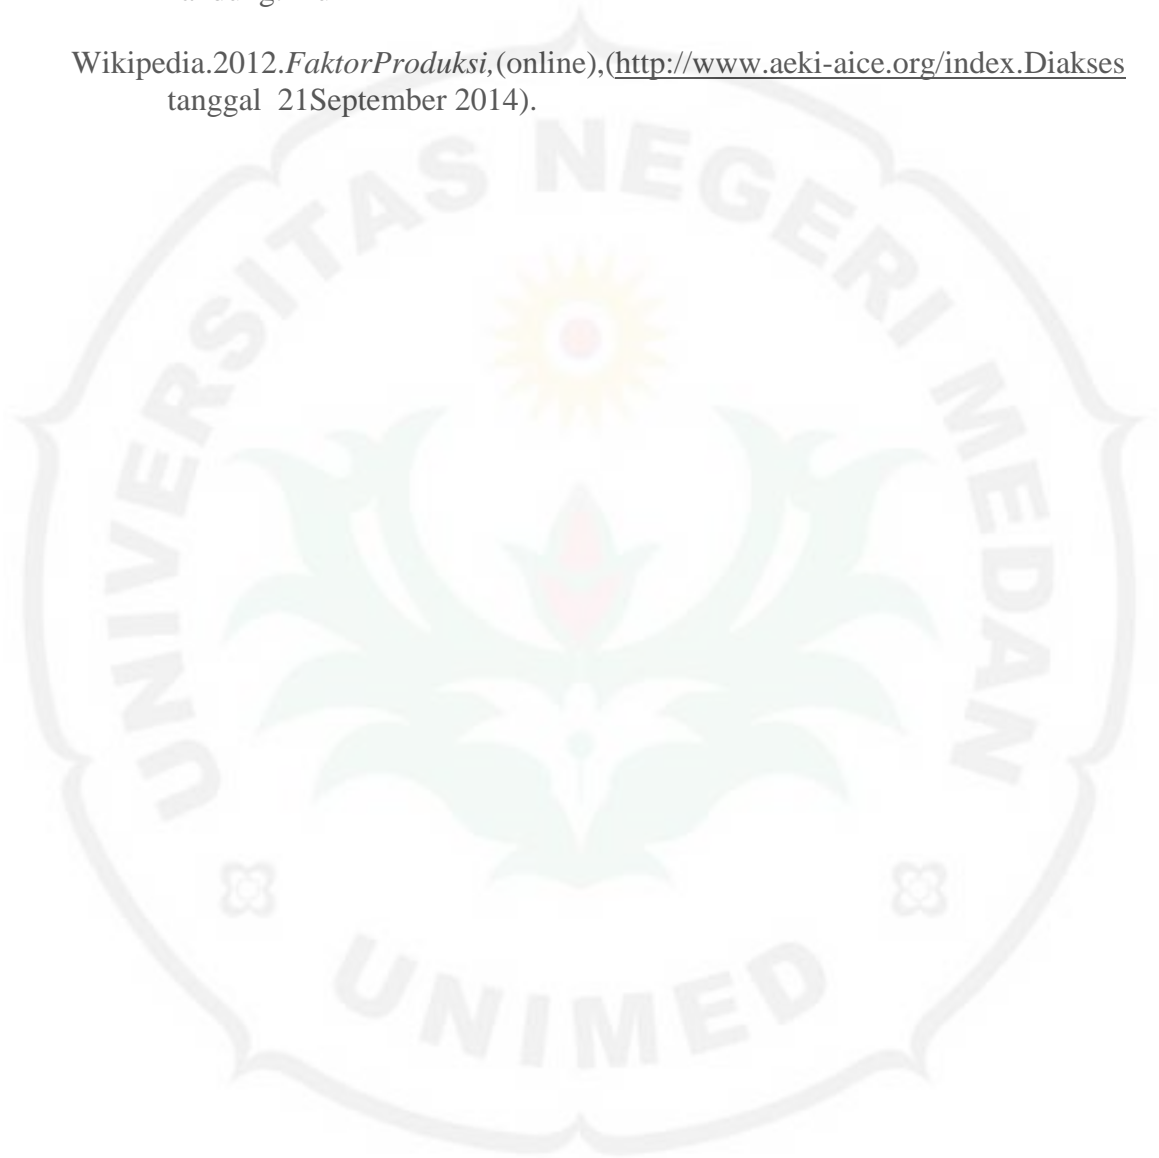 Wikipedia.2012.FaktorProduksi,(online),(http://www.aeki-aice.org/index.Diakses
tanggal 21September 2014).
UNIVERSITAS NEGERI MEDAN
UNIMED